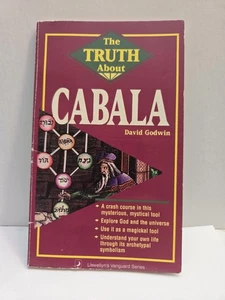 The
TRUTH
About
CABALA
David Godwin
• A crash course in this
mysterious, mystical tool
• Explore God and the universe
• Use it as a magickal tool
• Understand your own life
through its archetypal
symbolism
Llewellyn's Vanguard Series